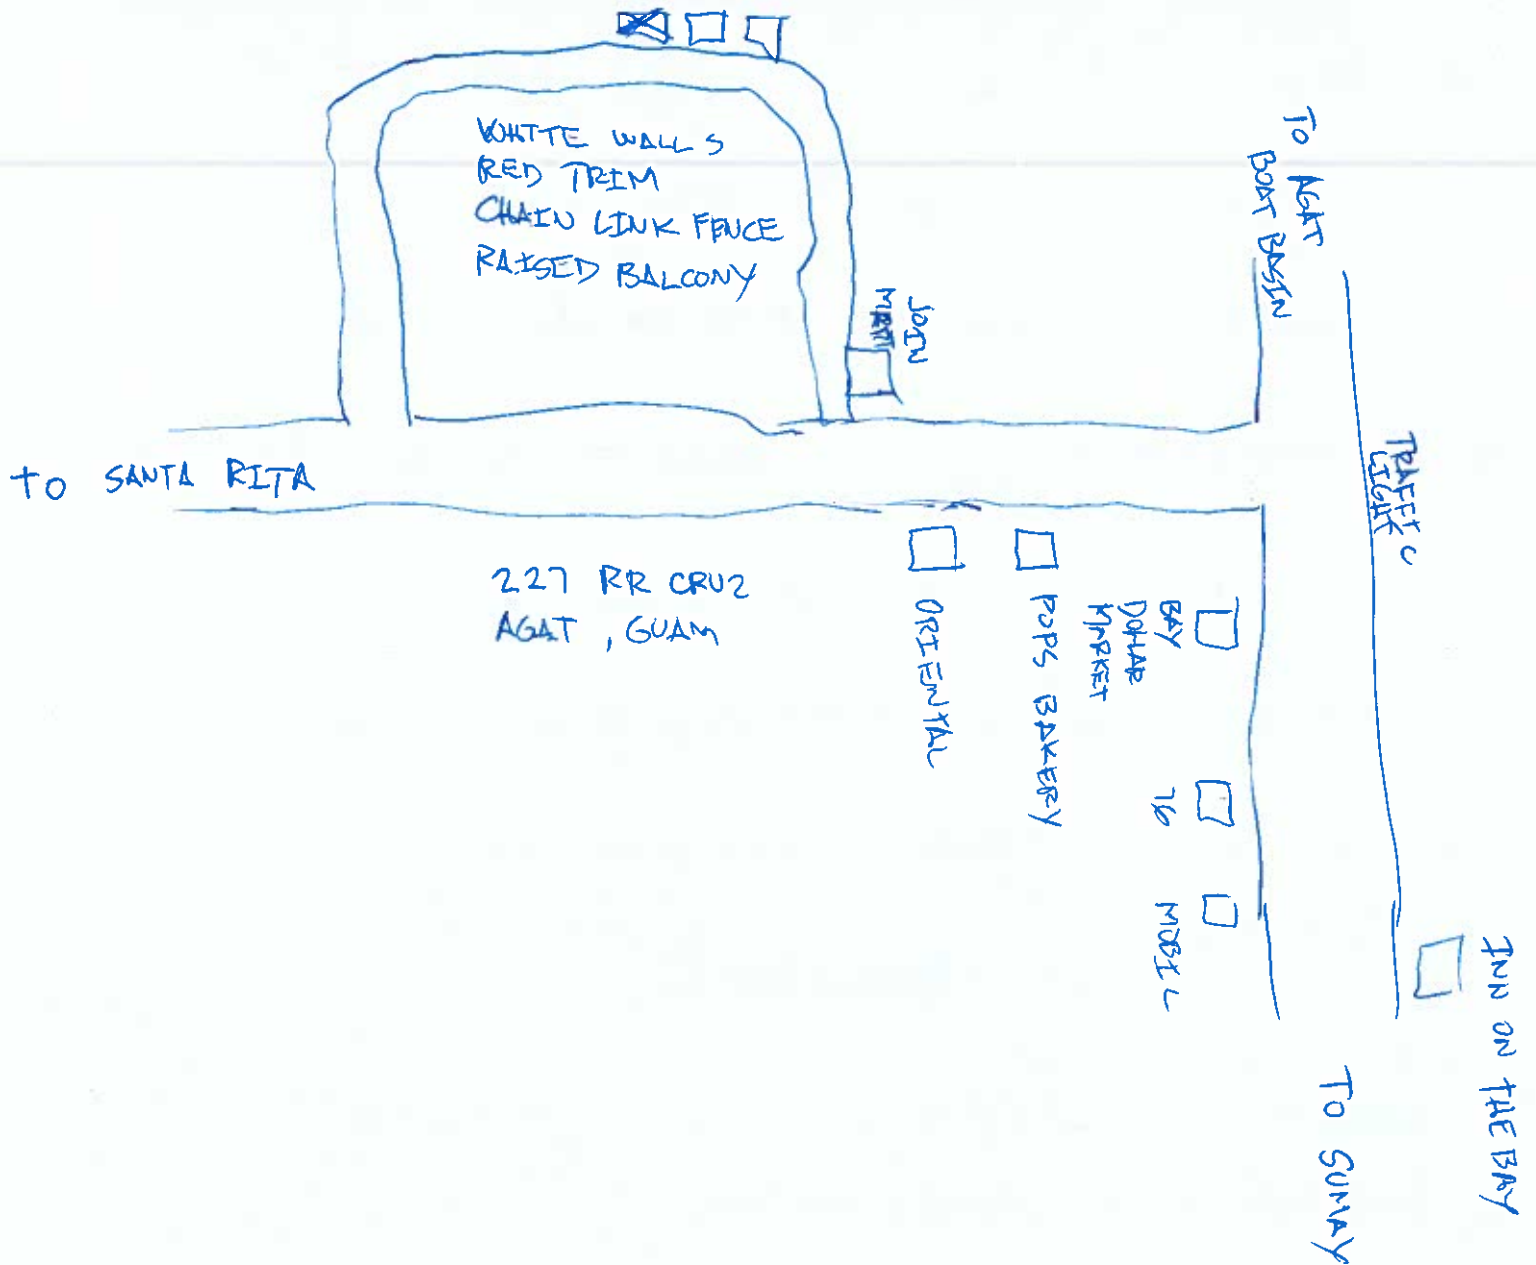 WHITE WALLS
RED TRIM
CHAIN LINK FENCE
RAISED BALCONY
TO AGAT
BOAT BASIN
JOIN
MART
TRAFFIC
LIGHT
TO SANTA RITA
227 RR CRUZ
AGAT, GUAM
ORIENTAL
POPS BAKERY
BAY
DOLLAR
MARKET
76
MOBIL
INN ON THE BAY
TO SUMAY